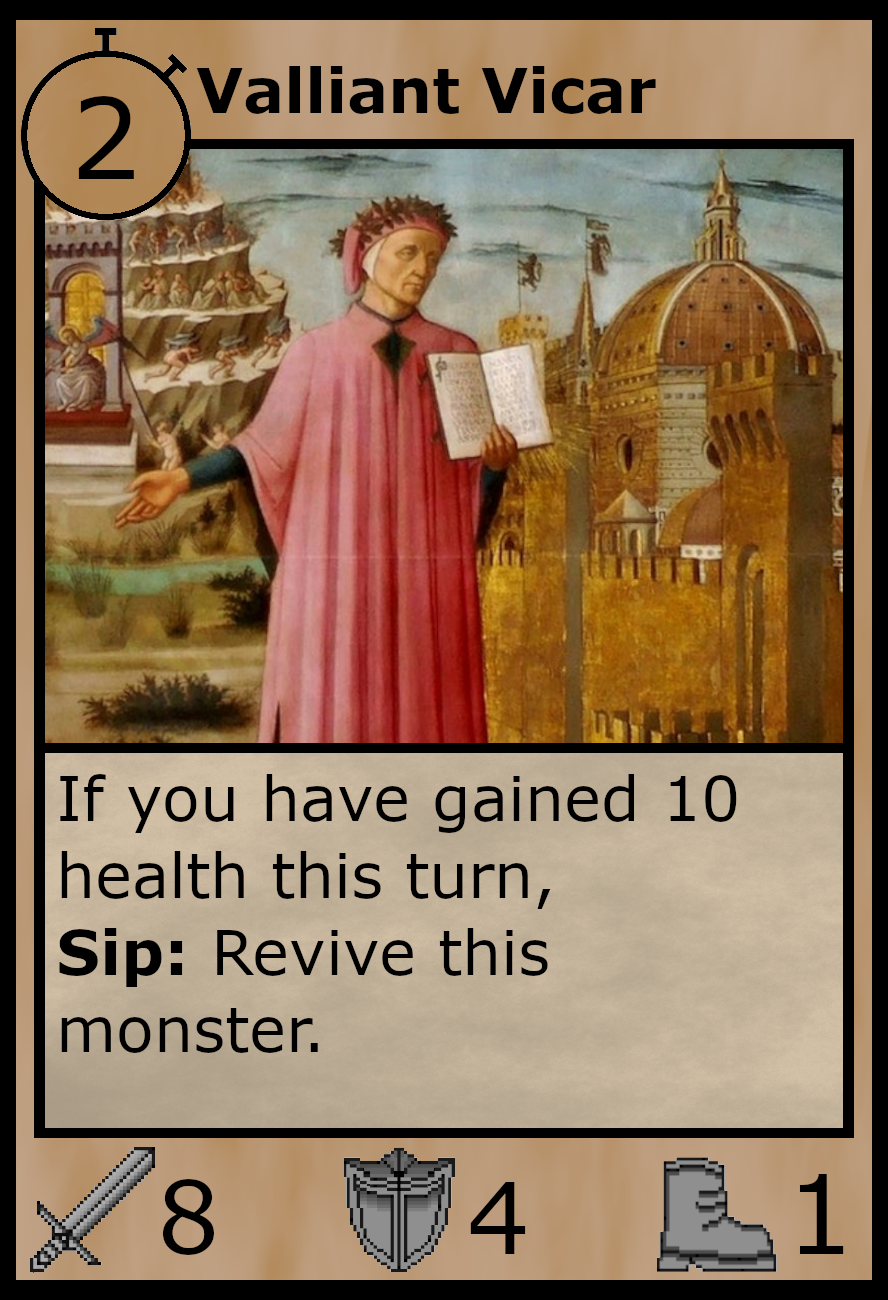 2
Valliant Vicar
If you have gained 10
health this turn,
Sip: Revive this
monster.
8 4 1